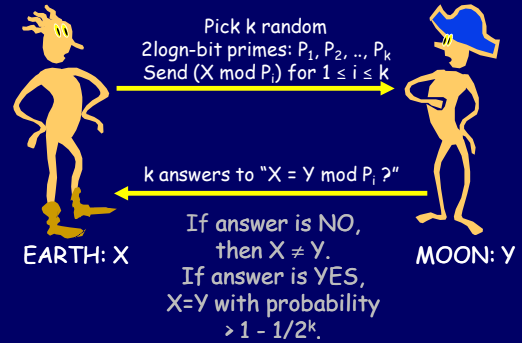 Pick k random
2logn-bit primes: P₁, P₂, .., Pₖ
Send (X mod Pᵢ) for 1 ≤ i ≤ k
k answers to “X = Y mod Pᵢ ?”
If answer is NO,
then X ≠ Y.
If answer is YES,
X=Y with probability
> 1 - 1/2ᵏ.
EARTH: X
MOON: Y